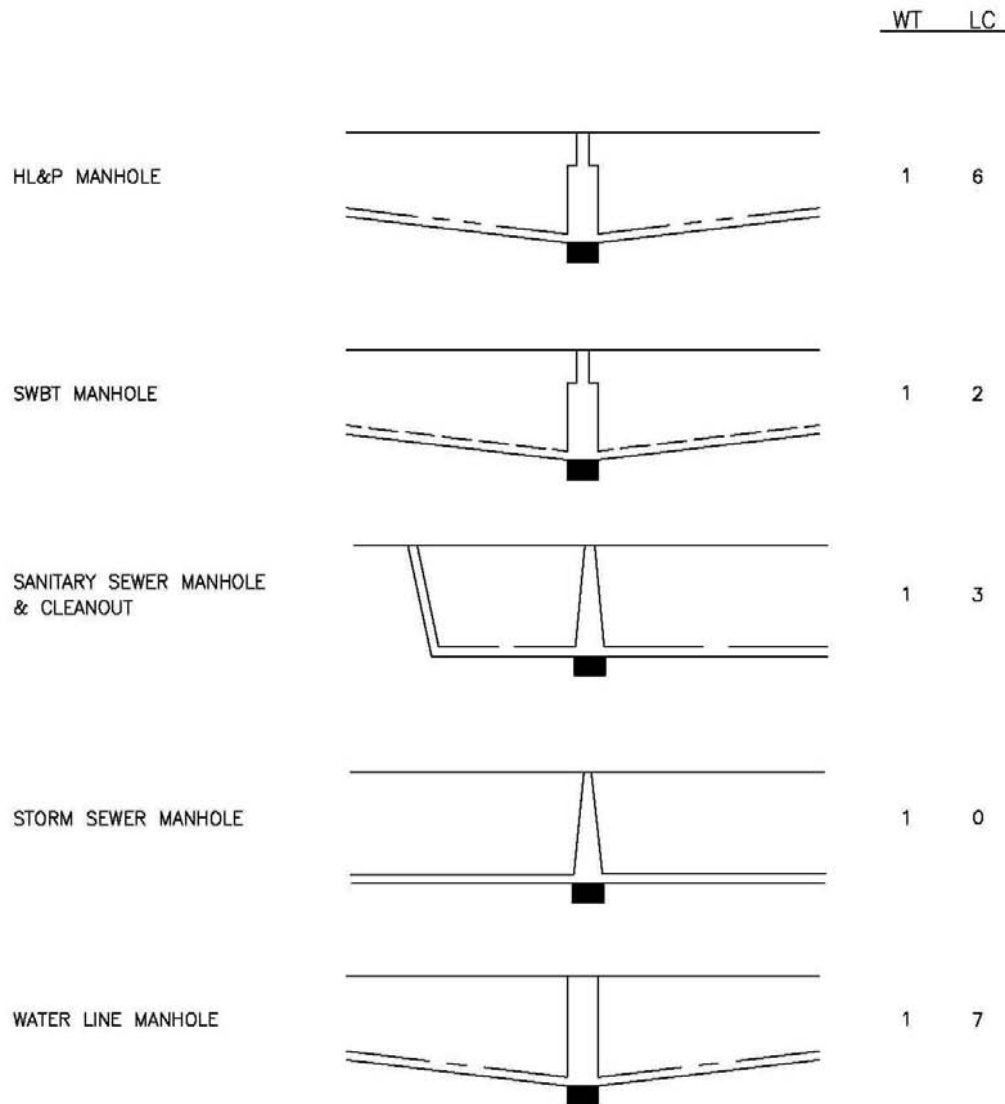 WT LC
HL&P MANHOLE 1 6
SWBT MANHOLE 1 2
SANITARY SEWER MANHOLE
& CLEANOUT 1 3
STORM SEWER MANHOLE 1 0
WATER LINE MANHOLE 1 7